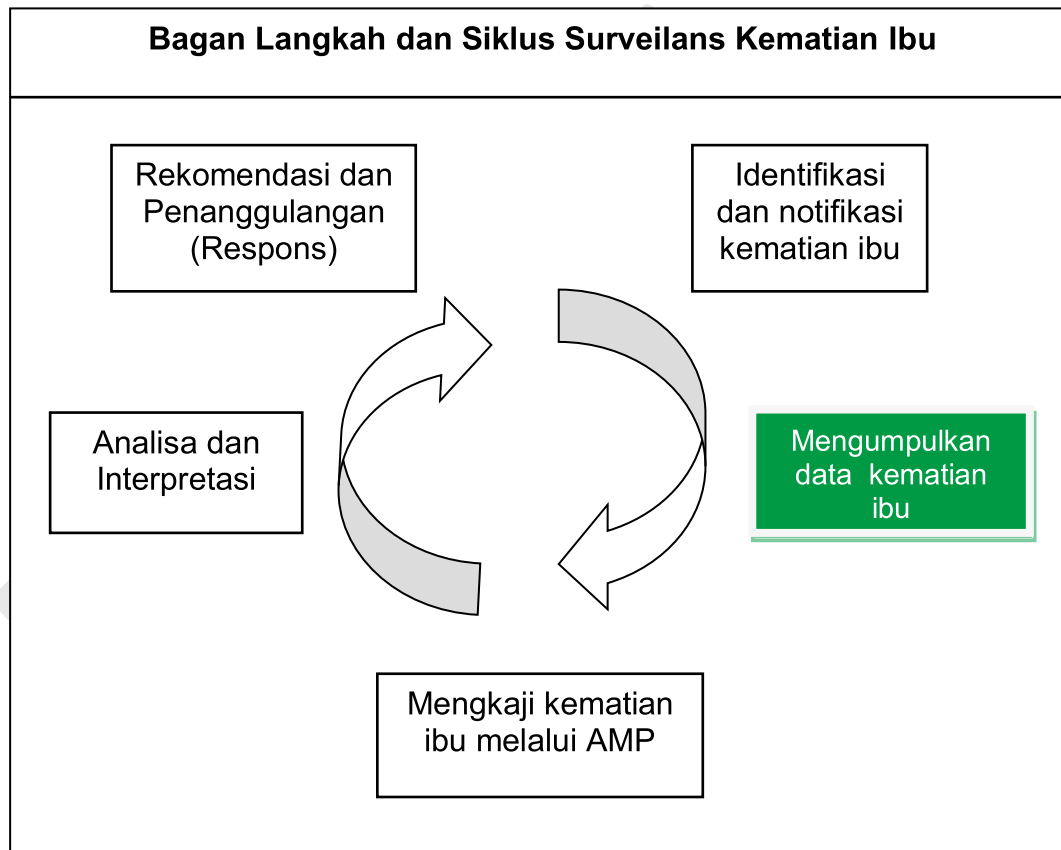 Bagan Langkah dan Siklus Surveilans Kematian Ibu
Rekomendasi dan
Penanggulangan
(Respons)
Identifikasi
dan notifikasi
kematian ibu
Analisa dan
Interpretasi
Mengumpulkan
data kematian
ibu
Mengkaji kematian
ibu melalui AMP